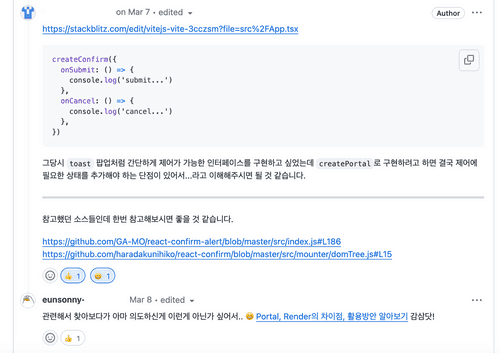 on Mar 7 • edited
Author
https://stackblitz.com/edit/vitejs-vite-3cczsm?file=src%2FApp.tsx
createConfirm({
  onSubmit: () => {
    console.log('submit...')
  },
  onCancel: () => {
    console.log('cancel...')
  },
})
그당시 toast 팝업처럼 간단하게 제어가 가능한 인터페이스를 구현하고 싶었는데 createPortal 로 구현하려고 하면 결국 제어에
필요한 상태를 추가해야 하는 단점이 있어서...라고 이해해주시면 될 것 같습니다.
참고했던 소스들인데 한번 참고해보시면 좋을 것 같습니다.
https://github.com/GA-MO/react-confirm-alert/blob/master/src/index.js#L186
https://github.com/haradakunihiko/react-confirm/blob/master/src/mounter/domTree.js#L15
👍 1 😄 1
eunsonny- Mar 8 • edited
관련해서 찾아보다가 아마 의도하신게 이런게 아닌가 싶어서.. 😊 Portal, Render의 차이점, 활용방안 알아보기 감삼닷!
👍 1